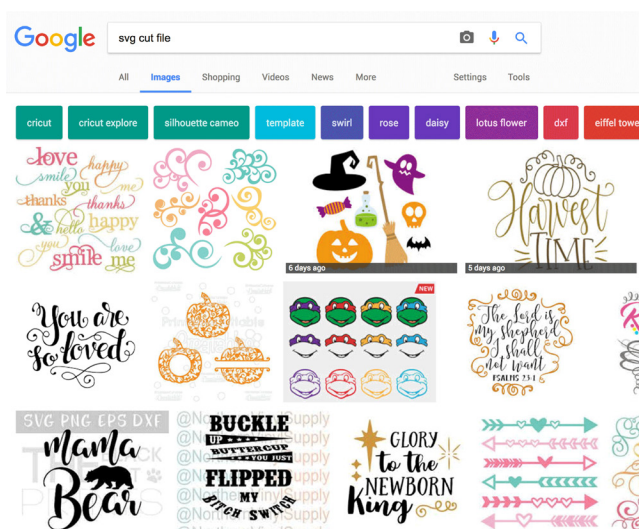 Google
svg cut file
All Images Shopping Videos News More Settings Tools
cricut cricut explore silhouette cameo template swirl rose daisy lotus flower dxf eiffel towe
love
happy
smile
you
me
thanks
thanks
& hello happy
you
love
smile me
6 days ago
Harvest
TIME
5 days ago
You are
so loved
NEW
The Lord is
my shepherd
I shall
not want
PSALMS 23:1
SVG PNG EPS DXF
mama
Bear
BUCKLE
UP
BUTTERCUP
YOU JUST
FLIPPED
MY
BITCH SWITCH
GLORY
to the
NEWBORN
King